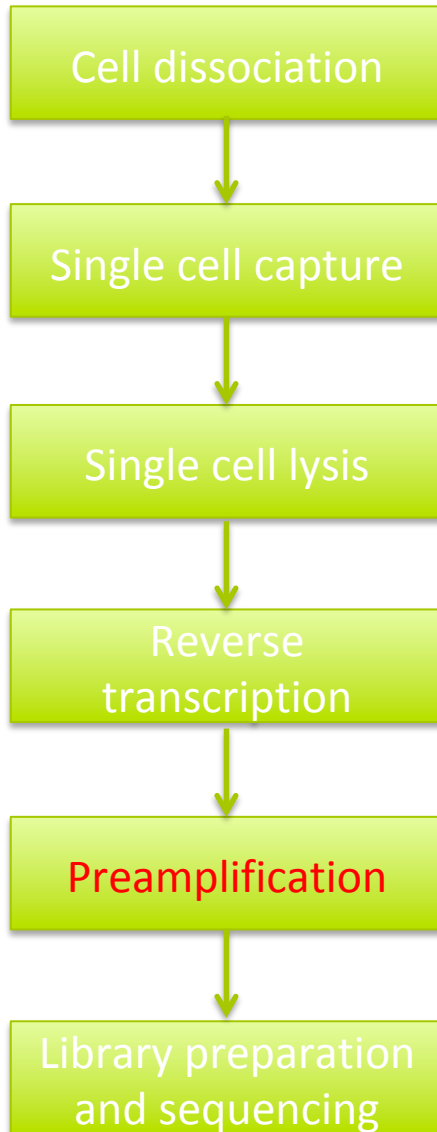 Cell dissociation
Single cell capture
Single cell lysis
Reverse
transcription
Preamplification
Library preparation
and sequencing